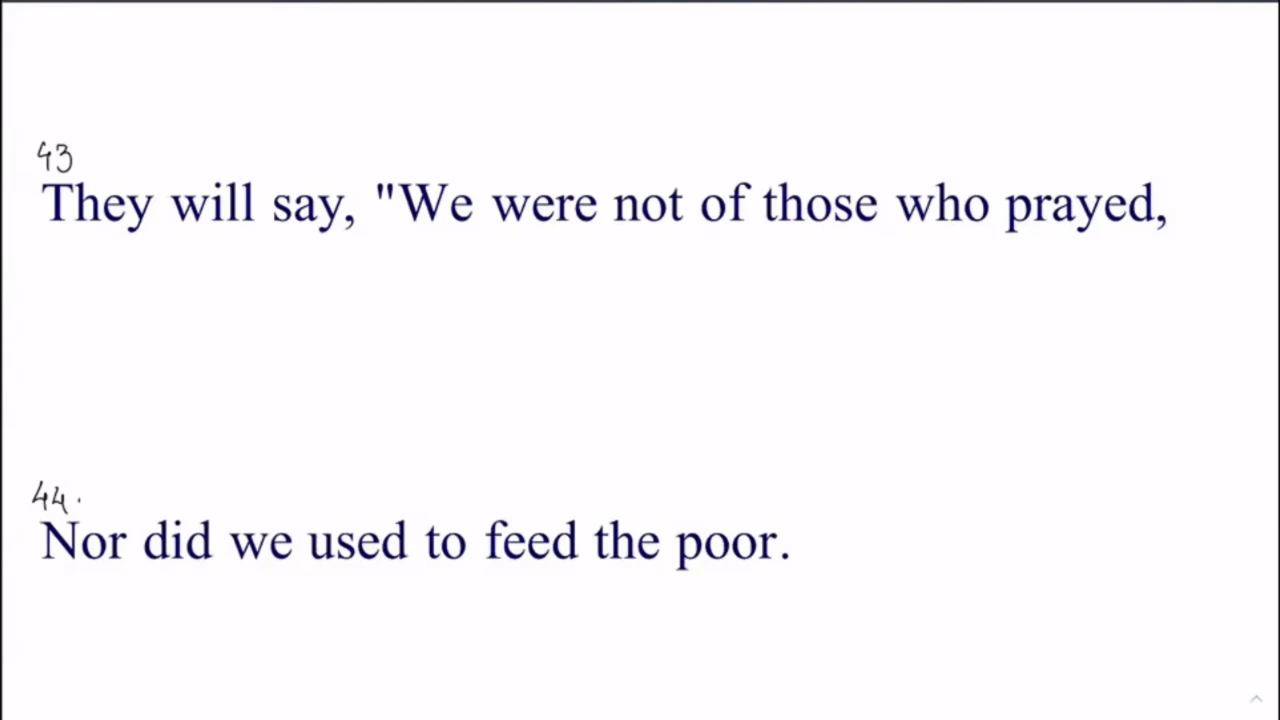 43
They will say, "We were not of those who prayed,
44.
Nor did we used to feed the poor.